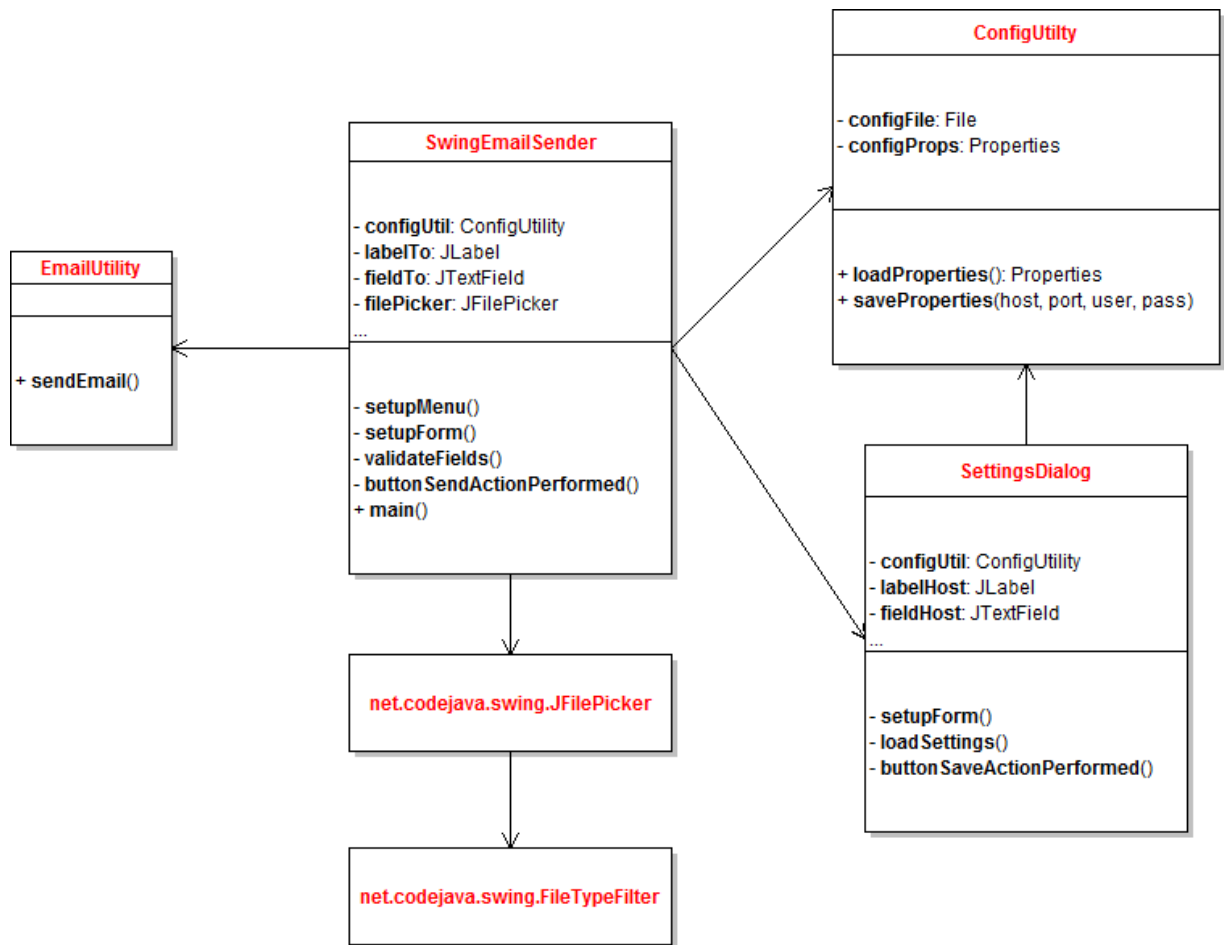 ConfigUtilty
- configFile: File
- configProps: Properties
+ loadProperties(): Properties
+ saveProperties(host, port, user, pass)
SwingEmailSender
- configUtil: ConfigUtility
- labelTo: JLabel
- fieldTo: JTextField
- filePicker: JFilePicker
...
- setupMenu()
- setupForm()
- validateFields()
- buttonSendActionPerformed()
+ main()
EmailUtility
+ sendEmail()
SettingsDialog
- configUtil: ConfigUtility
- labelHost: JLabel
- fieldHost: JTextField
...
- setupForm()
- loadSettings()
- buttonSaveActionPerformed()
net.codejava.swing.JFilePicker
net.codejava.swing.FileTypeFilter